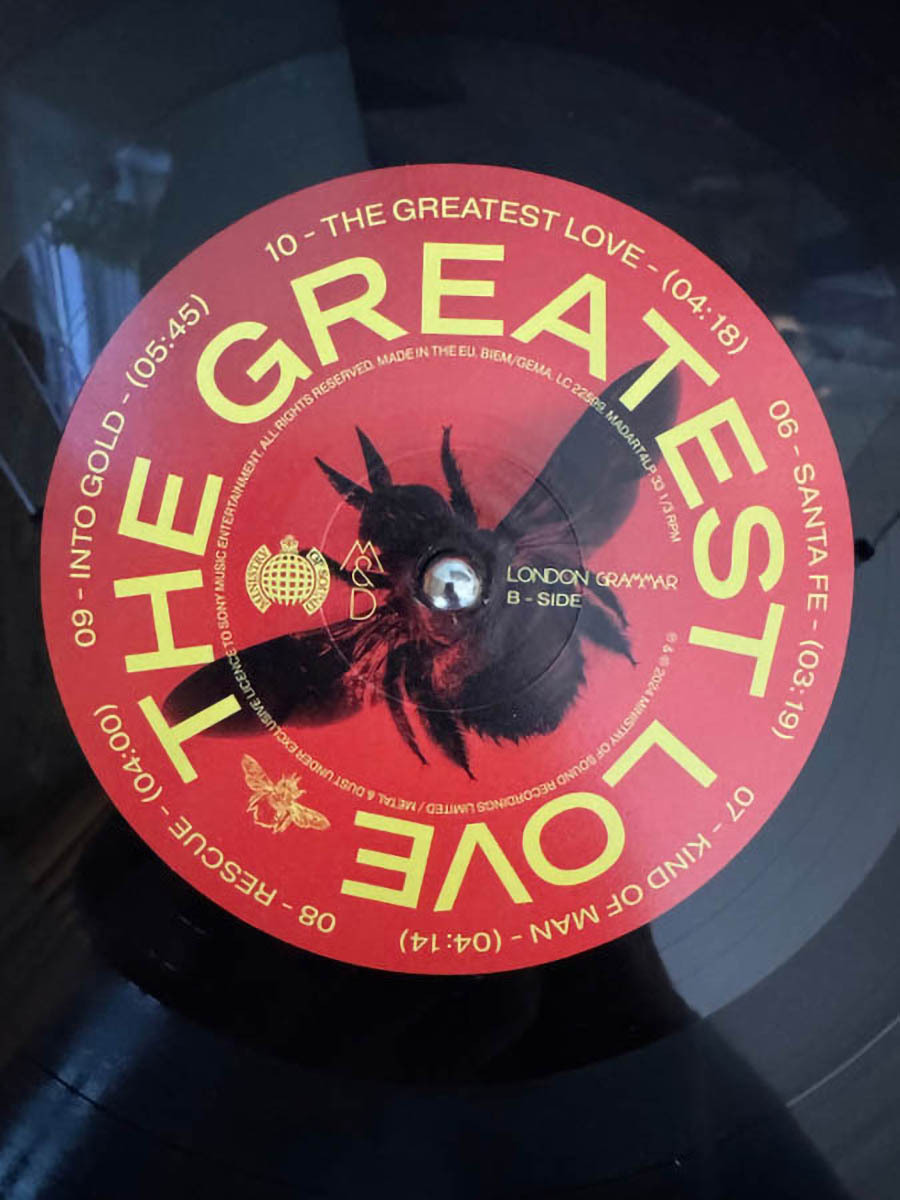 THE GREATEST LOVE
06 - SANTA FE - (03:19)
07 - KIND OF MAN - (04:14)
08 - RESCUE - (04:00)
09 - INTO GOLD - (05:45)
10 - THE GREATEST LOVE - (04:18)
LONDON GRAMMAR
B - SIDE
MINISTRY OF SOUND
M&D
℗ & © 2024 MINISTRY OF SOUND RECORDINGS LIMITED / METAL & DUST UNDER EXCLUSIVE LICENCE TO SONY MUSIC ENTERTAINMENT. ALL RIGHTS RESERVED. MADE IN THE EU. BIEM/GEMA. LC 22509. MADART4LP 33 1/3 RPM